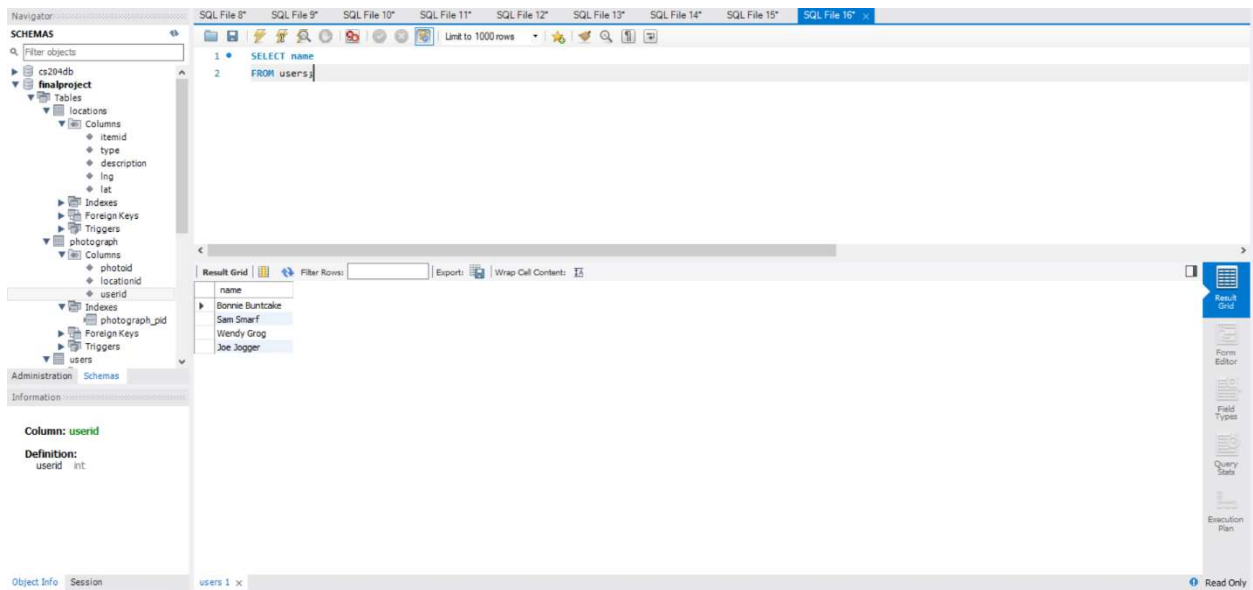 Navigator
SCHEMAS
Filter objects
cs204db
finalproject
Tables
locations
Columns
itemid
type
description
lng
lat
Indexes
Foreign Keys
Triggers
photograph
Columns
photoid
locationid
userid
Indexes
photograph_pid
Foreign Keys
Triggers
users
Administration Schemas
Information
Column: userid
Definition:
userid int
Object Info Session
SQL File 8* SQL File 9* SQL File 10* SQL File 11* SQL File 12* SQL File 13* SQL File 14* SQL File 15* SQL File 16*
Limit to 1000 rows
1 SELECT name
2 FROM users;
Result Grid Filter Rows: Export: Wrap Cell Content:
name
Bonnie Buntcake
Sam Smarf
Wendy Grog
Joe Jogger
Result
Grid
Form
Editor
Field
Types
Query
Stats
Execution
Plan
users 1
Read Only